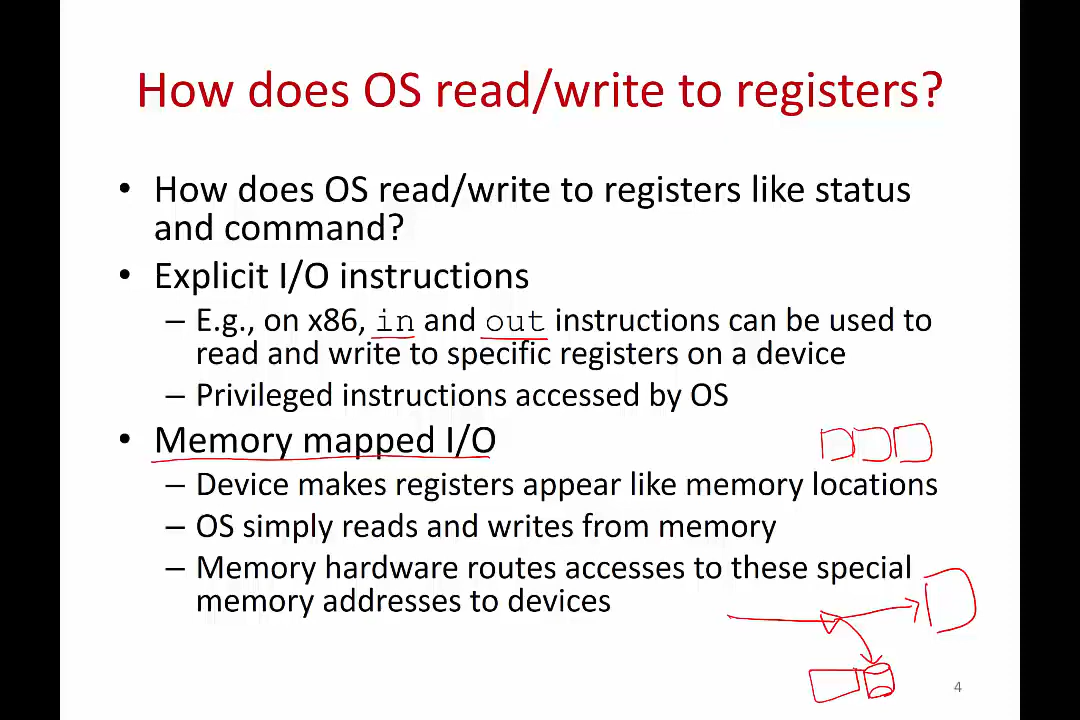 How does OS read/write to registers?
• How does OS read/write to registers like status
and command?
• Explicit I/O instructions
– E.g., on x86, in and out instructions can be used to
read and write to specific registers on a device
– Privileged instructions accessed by OS
• Memory mapped I/O
– Device makes registers appear like memory locations
– OS simply reads and writes from memory
– Memory hardware routes accesses to these special
memory addresses to devices
4